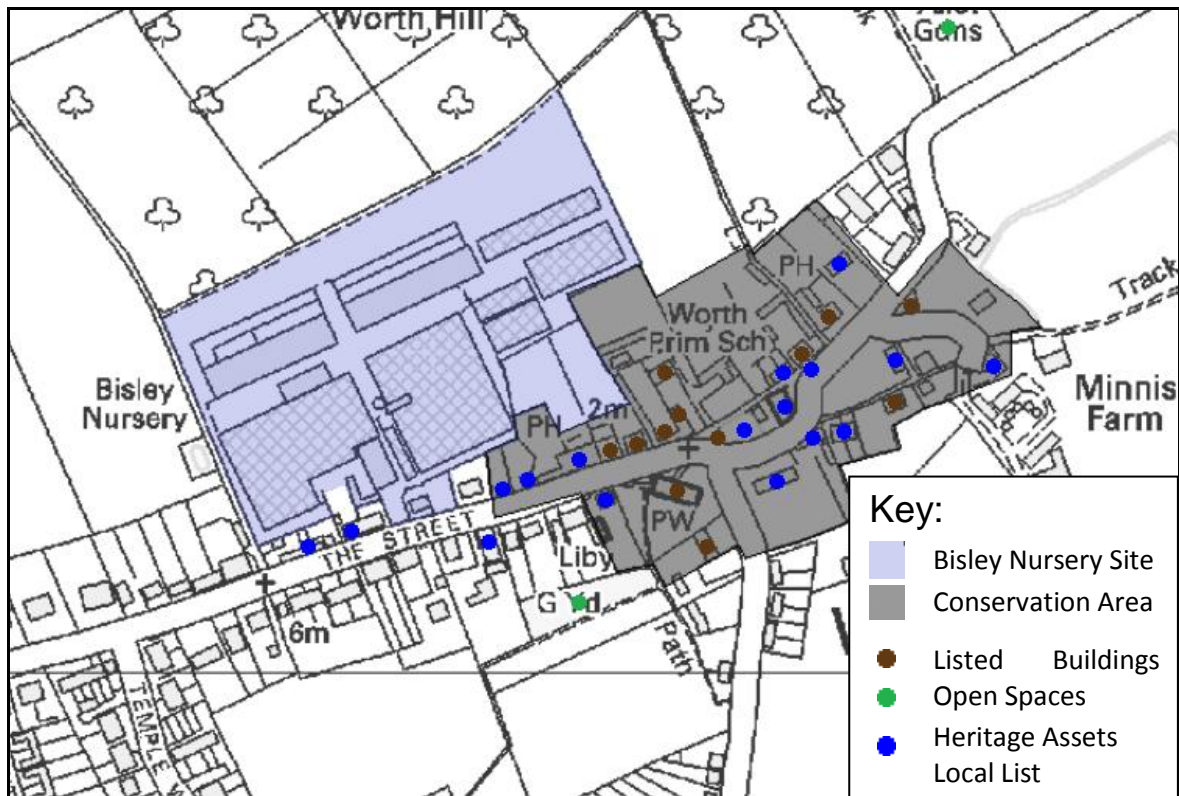 Worth Hill
Gdns
PH
Track
Worth
Prim Sch
Bisley
Nursery
PH
2m
Minnis
Farm
THE STREET
PW
Liby
6m
Path
TEMPLE
Key:
Bisley Nursery Site
Conservation Area
Listed Buildings
Open Spaces
Heritage Assets
Local List